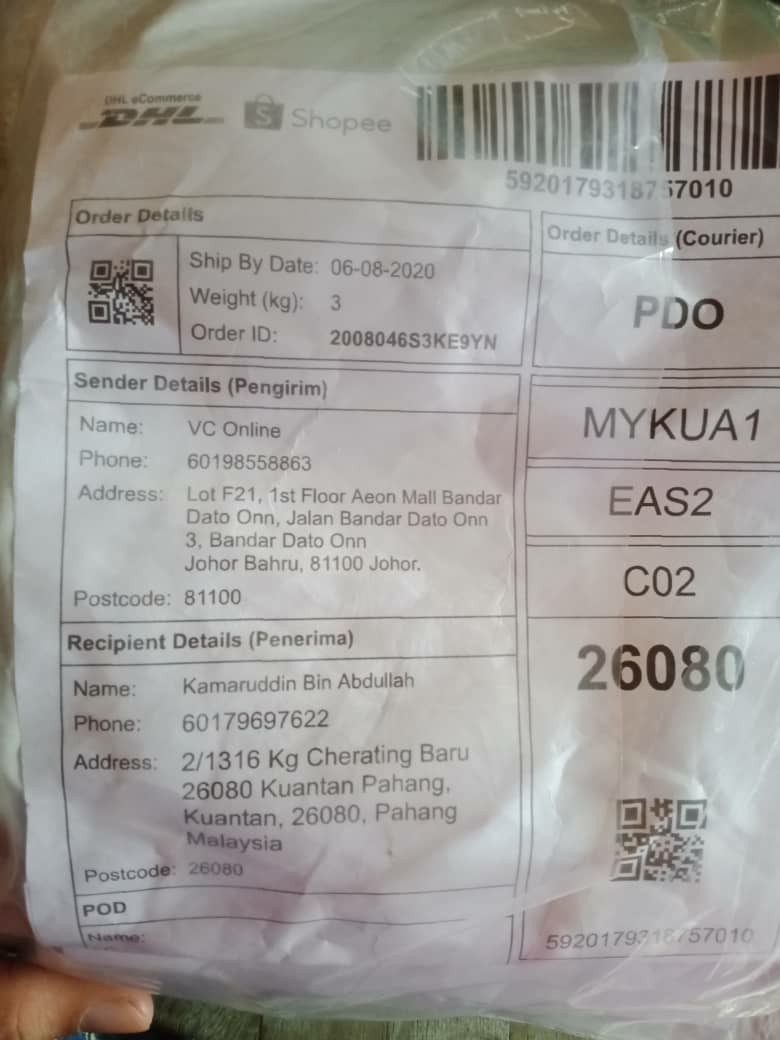 DHL eCommerce
DHL
S Shopee
5920179318757010
Order Details
Ship By Date: 06-08-2020
Weight (kg): 3
Order ID: 2008046S3KE9YN
Order Details (Courier)
PDO
MYKUA1
EAS2
C02
26080
Sender Details (Pengirim)
Name: VC Online
Phone: 60198558863
Address: Lot F21, 1st Floor Aeon Mall Bandar
Dato Onn, Jalan Bandar Dato Onn
3, Bandar Dato Onn
Johor Bahru, 81100 Johor.
Postcode: 81100
Recipient Details (Penerima)
Name: Kamaruddin Bin Abdullah
Phone: 60179697622
Address: 2/1316 Kg Cherating Baru
26080 Kuantan Pahang,
Kuantan, 26080, Pahang
Malaysia
Postcode: 26080
POD
Name:
5920179318757010